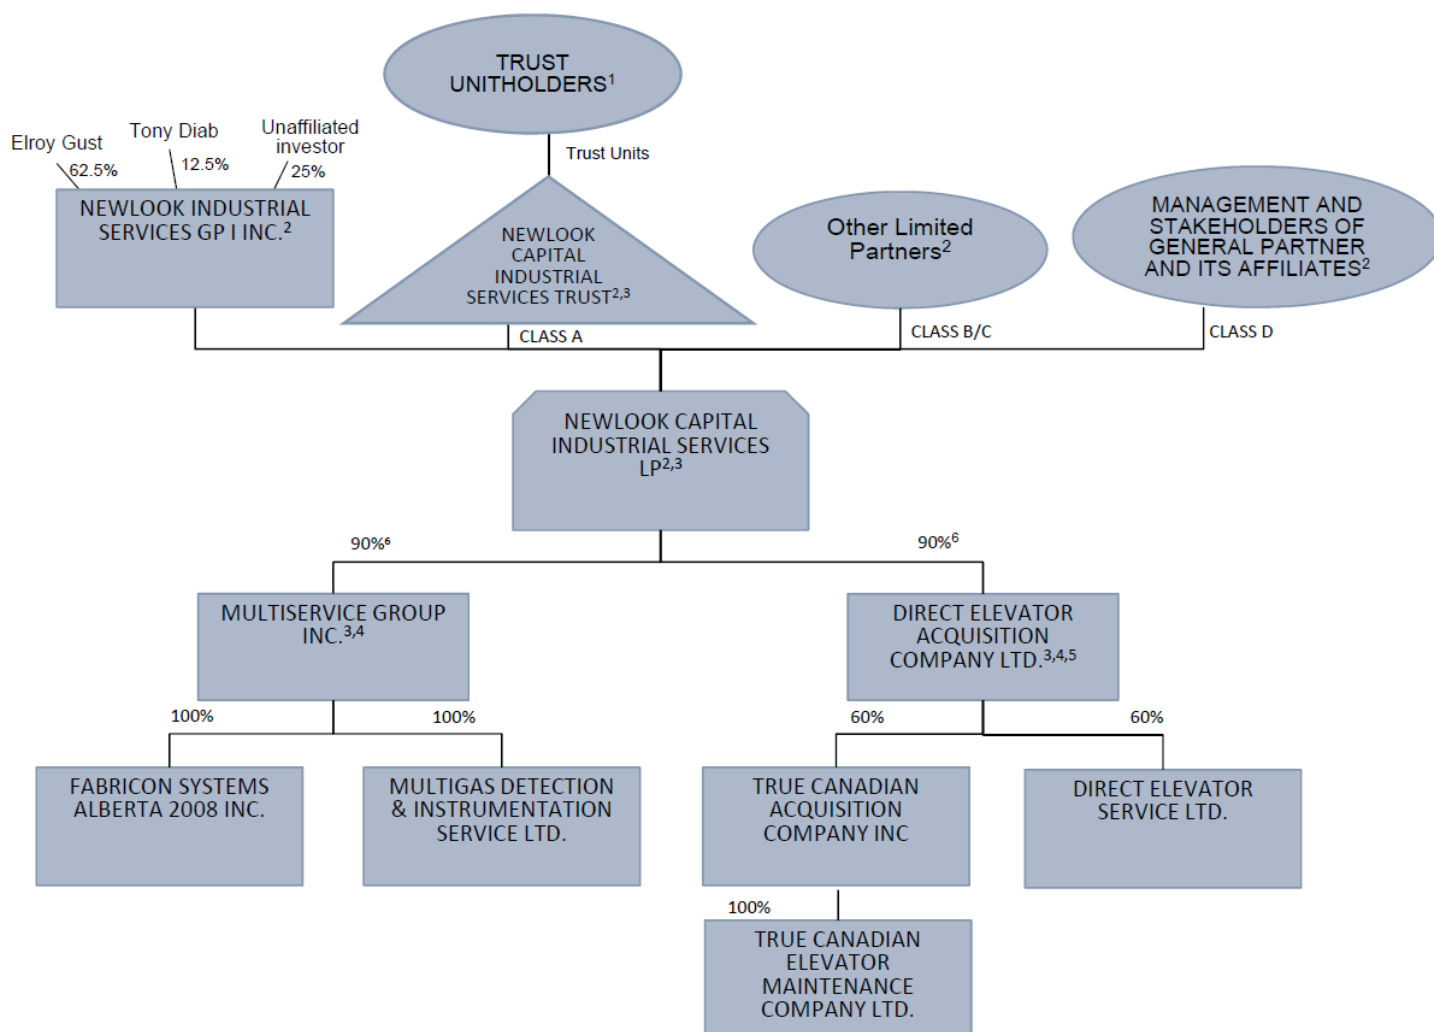 TRUST
UNITHOLDERS¹
Elroy Gust
Tony Diab
Unaffiliated
investor
62.5%
12.5%
25%
Trust Units
NEWLOOK INDUSTRIAL
SERVICES GP I INC.²
NEWLOOK
CAPITAL
INDUSTRIAL
SERVICES TRUST²,³
Other Limited
Partners²
MANAGEMENT AND
STAKEHOLDERS OF
GENERAL PARTNER
AND ITS AFFILIATES²
CLASS A
CLASS B/C
CLASS D
NEWLOOK CAPITAL
INDUSTRIAL SERVICES
LP²,³
90%⁶
90%⁶
MULTISERVICE GROUP
INC.³,⁴
DIRECT ELEVATOR
ACQUISITION
COMPANY LTD.³,⁴,⁵
100%
100%
60%
60%
FABRICON SYSTEMS
ALBERTA 2008 INC.
MULTIGAS DETECTION
& INSTRUMENTATION
SERVICE LTD.
TRUE CANADIAN
ACQUISITION
COMPANY INC
DIRECT ELEVATOR
SERVICE LTD.
100%
TRUE CANADIAN
ELEVATOR
MAINTENANCE
COMPANY LTD.